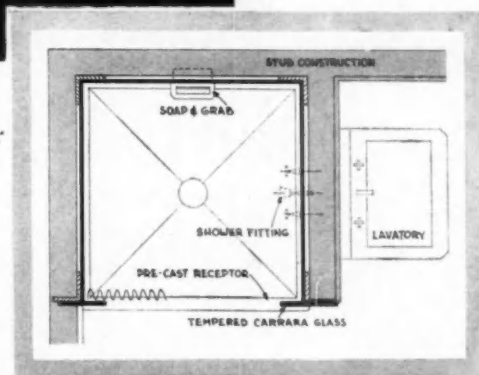 STUD CONSTRUCTION
SOAP & GRAB
SHOWER FITTING
LAVATORY
PRE-CAST RECEPTOR
TEMPERED CARRARA GLASS